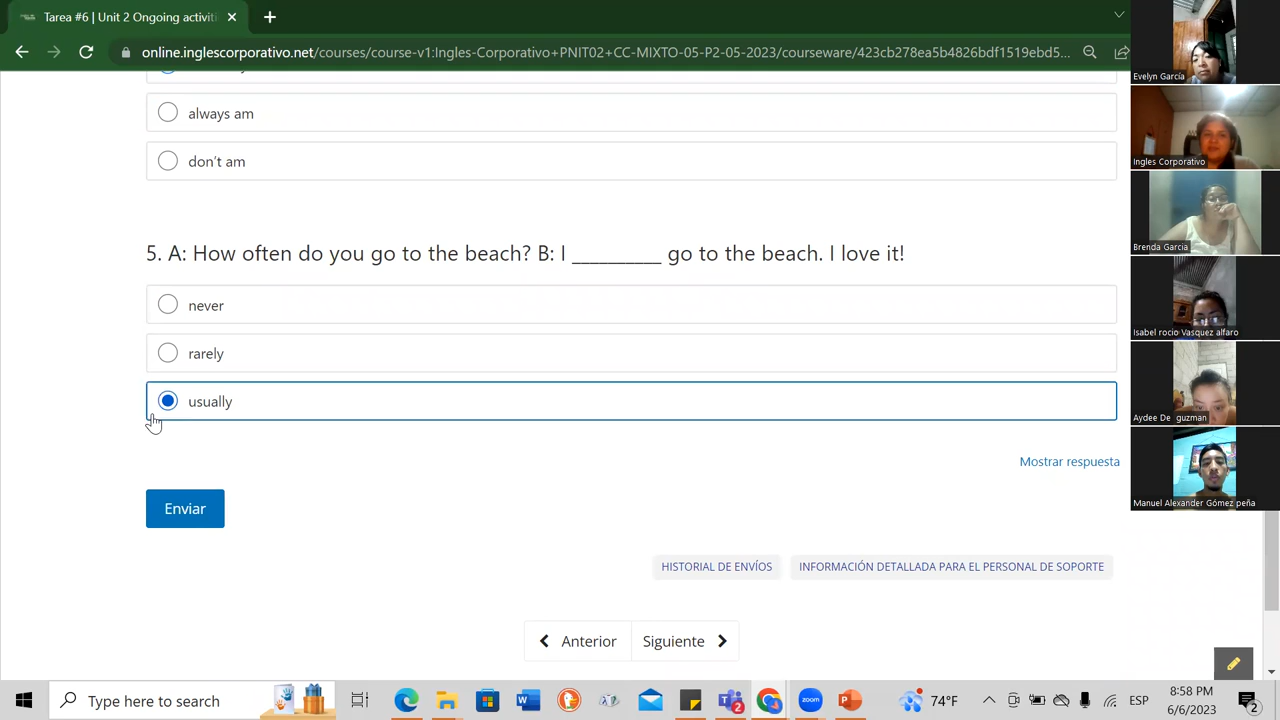 Tarea #6 | Unit 2 Ongoing activiti
online.inglescorporativo.net/courses/course-v1:Ingles-Corporativo+PNIT02+CC-MIXTO-05-P2-05-2023/courseware/423cb278ea5b4826bdf1519ebd5...
always am
don't am
5. A: How often do you go to the beach? B: I __________ go to the beach. I love it!
never
rarely
usually
Mostrar respuesta
Enviar
HISTORIAL DE ENVÍOS
INFORMACIÓN DETALLADA PARA EL PERSONAL DE SOPORTE
Anterior
Siguiente
Evelyn García
Ingles Corporativo
Brenda Garcia
Isabel rocio Vasquez alfaro
Aydee De guzman
Manuel Alexander Gómez peña
Type here to search
zoom
2
74°F
ESP
8:58 PM
6/6/2023
2